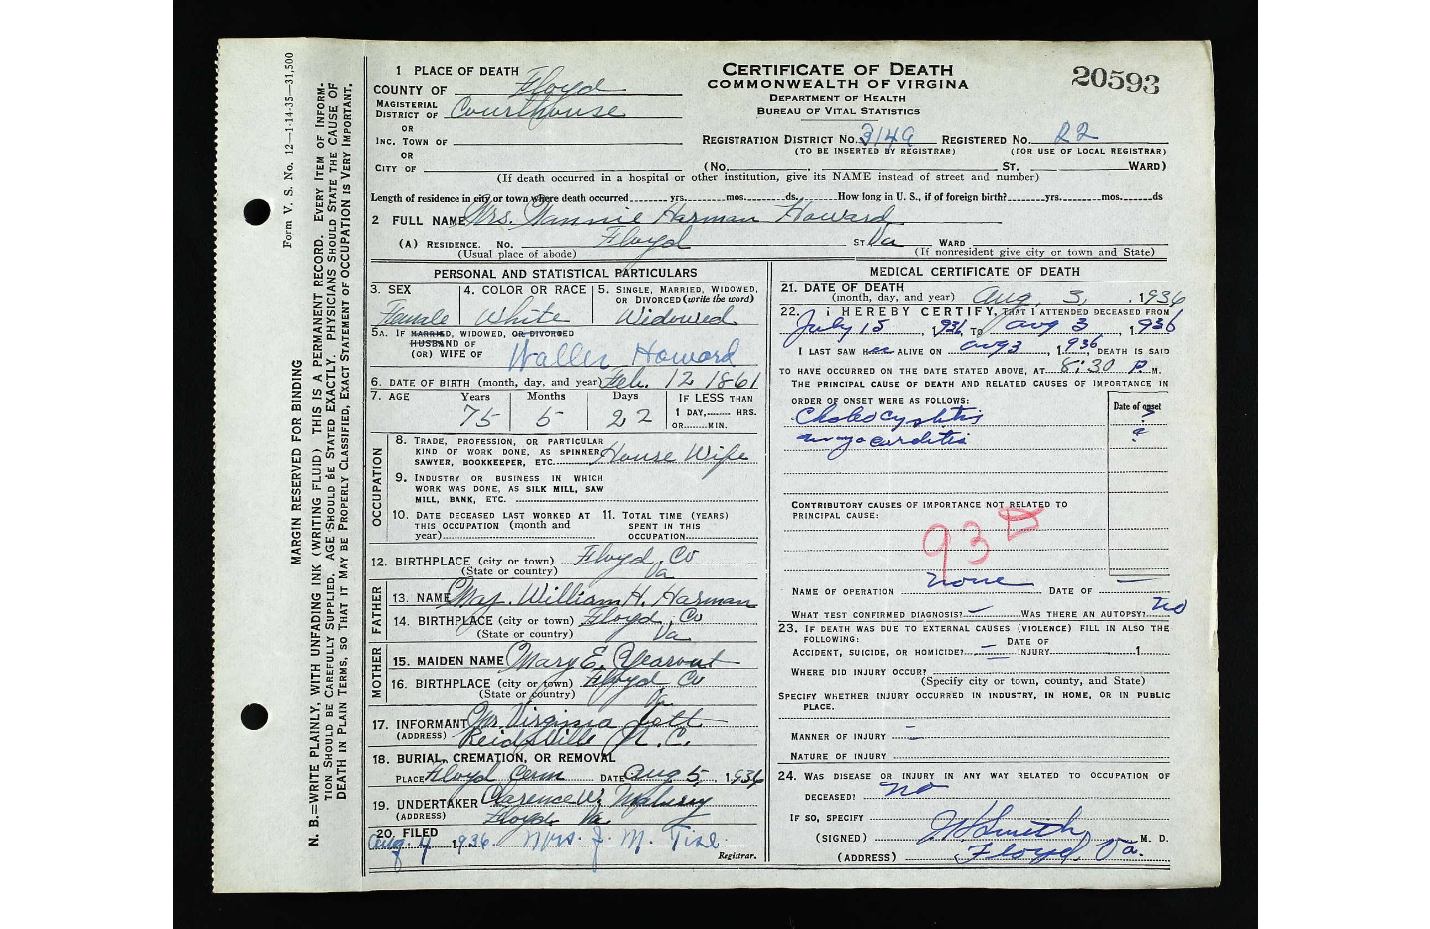 Form V. S. No. 12—1-14-35—31,500
MARGIN RESERVED FOR BINDING
N. B.—WRITE PLAINLY, WITH UNFADING INK (WRITING FLUID) THIS IS A PERMANENT RECORD. EVERY ITEM OF INFORM-
TION SHOULD BE CAREFULLY SUPPLIED. AGE SHOULD BE STATED EXACTLY. PHYSICIANS SHOULD STATE THE CAUSE OF
DEATH IN PLAIN TERMS, SO THAT IT MAY BE PROPERLY CLASSIFIED, EXACT STATEMENT OF OCCUPATION IS VERY IMPORTANT.
CERTIFICATE OF DEATH
COMMONWEALTH OF VIRGINA
DEPARTMENT OF HEALTH
BUREAU OF VITAL STATISTICS
20593
1 PLACE OF DEATH
COUNTY OF Floyd
MAGISTERIAL
DISTRICT OF Courthouse
OR
INC. TOWN OF
OR
CITY OF
REGISTRATION DISTRICT No. 3149 REGISTERED No. 22
(TO BE INSERTED BY REGISTRAR) (FOR USE OF LOCAL REGISTRAR)
(No. ST. WARD)
(If death occurred in a hospital or other institution, give its NAME instead of street and number)
Length of residence in city or town where death occurred yrs. mos. ds. How long in U. S., if of foreign birth? yrs. mos. ds
2 FULL NAME Mrs. Nannie Harman Howard
(A) RESIDENCE. No. Floyd ST Va WARD
(Usual place of abode) (If nonresident give city or town and State)
PERSONAL AND STATISTICAL PARTICULARS
3. SEX 4. COLOR OR RACE 5. SINGLE, MARRIED, WIDOWED,
OR DIVORCED (write the word)
Female White Widowed
5A. IF MARRIED, WIDOWED, OR DIVORCED
HUSBAND OF
(OR) WIFE OF Waller Howard
6. DATE OF BIRTH (month, day, and year) Feb. 12 1861
7. AGE Years Months Days IF LESS THAN
1 DAY, HRS.
OR MIN.
75 5 22
OCCUPATION
8. TRADE, PROFESSION, OR PARTICULAR
KIND OF WORK DONE, AS SPINNER,
SAWYER, BOOKKEEPER, ETC. House Wife
9. INDUSTRY OR BUSINESS IN WHICH
WORK WAS DONE, AS SILK MILL, SAW
MILL, BANK, ETC.
10. DATE DECEASED LAST WORKED AT 11. TOTAL TIME (YEARS)
THIS OCCUPATION (month and SPENT IN THIS
year) OCCUPATION
12. BIRTHPLACE (city or town) Floyd Co
(State or country) Va
FATHER
13. NAME Maj. William H. Harman
14. BIRTHPLACE (city or town) Floyd Co
(State or country) Va
MOTHER
15. MAIDEN NAME Mary E. Yearout
16. BIRTHPLACE (city or town) Floyd Co
(State or country) Va
17. INFORMANT Virginia
(ADDRESS) Reidsville N. C.
18. BURIAL, CREMATION, OR REMOVAL
PLACE Floyd Cem DATE Aug 5, 1936
19. UNDERTAKER Clarence W.
(ADDRESS) Floyd Va
20. FILED
Aug. 4 1936. Mrs. J. M.
Registrar.
MEDICAL CERTIFICATE OF DEATH
21. DATE OF DEATH
(month, day, and year) Aug. 3, 1936
22. I HEREBY CERTIFY, THAT I ATTENDED DECEASED FROM
July 15, 1936 TO Aug 3, 1936
I LAST SAW HER ALIVE ON Aug 3, 1936, DEATH IS SAID
TO HAVE OCCURRED ON THE DATE STATED ABOVE, AT 8:30 P. M.
THE PRINCIPAL CAUSE OF DEATH AND RELATED CAUSES OF IMPORTANCE IN
ORDER OF ONSET WERE AS FOLLOWS: Date of onset
Cholecystitis ?
myocarditis ?
CONTRIBUTORY CAUSES OF IMPORTANCE NOT RELATED TO
PRINCIPAL CAUSE:
93
NAME OF OPERATION none DATE OF —
WHAT TEST CONFIRMED DIAGNOSIS? — WAS THERE AN AUTOPSY? No
23. IF DEATH WAS DUE TO EXTERNAL CAUSES (VIOLENCE) FILL IN ALSO THE
FOLLOWING: DATE OF
ACCIDENT, SUICIDE, OR HOMICIDE? — INJURY 1
WHERE DID INJURY OCCUR?
(Specify city or town, county, and State)
SPECIFY WHETHER INJURY OCCURRED IN INDUSTRY, IN HOME, OR IN PUBLIC
PLACE.
MANNER OF INJURY —
NATURE OF INJURY
24. WAS DISEASE OR INJURY IN ANY WAY RELATED TO OCCUPATION OF
DECEASED? No
IF SO, SPECIFY
(SIGNED) Smith M. D.
(ADDRESS) Floyd, Va.